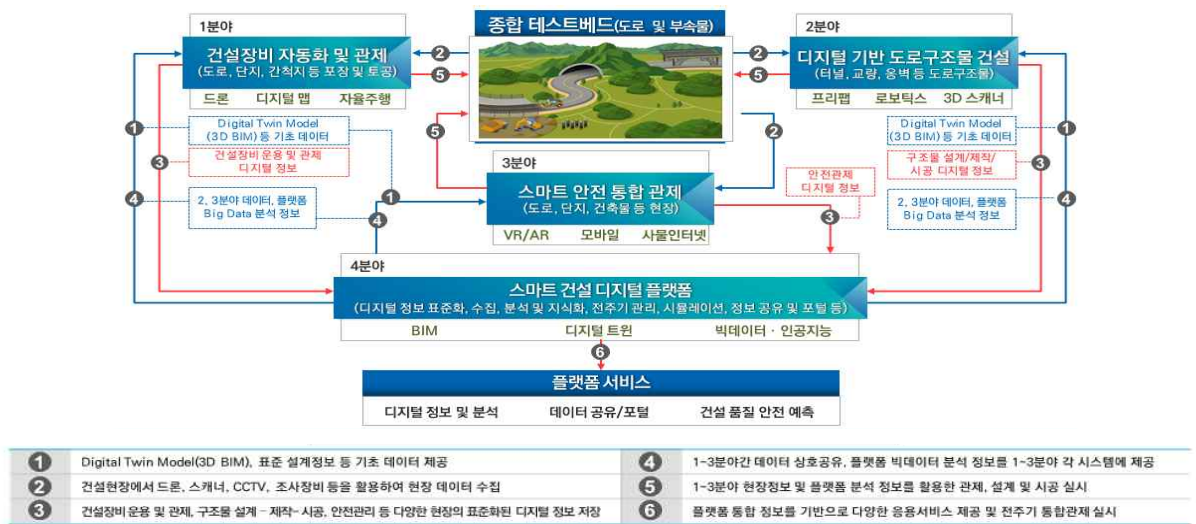 1분야
건설장비 자동화 및 관제
(도로, 단지, 간척지 등 포장 및 토공)
드론 디지털 맵 자율주행
종합 테스트베드(도로 및 부속물)
2분야
디지털 기반 도로구조물 건설
(터널, 교량, 옹벽 등 도로구조물)
프리팹 로보틱스 3D 스캐너
2
5
2
5
1
Digital Twin Model
(3D BIM) 등 기초 데이터
3
건설장비 운용 및 관제
디지털 정보
4
2, 3분야 데이터, 플랫폼
Big Data 분석 정보
5
2
1
4
3분야
스마트 안전 통합 관제
(도로, 단지, 건축물 등 현장)
VR/AR 모바일 사물인터넷
안전관제
디지털 정보
3
Digital Twin Model
(3D BIM) 등 기초 데이터
1
구조물 설계/제작/
시공 디지털 정보
3
2, 3분야 데이터, 플랫폼
Big Data 분석 정보
4
4분야
스마트 건설 디지털 플랫폼
(디지털 정보 표준화, 수집, 분석 및 지식화, 전주기 관리, 시뮬레이션, 정보 공유 및 포털 등)
BIM 디지털 트윈 빅데이터 · 인공지능
6
플랫폼 서비스
디지털 정보 및 분석 데이터 공유/포털 건설 품질 안전 예측
1 Digital Twin Model(3D BIM), 표준 설계정보 등 기초 데이터 제공
2 건설현장에서 드론, 스캐너, CCTV, 조사장비 등을 활용하여 현장 데이터 수집
3 건설장비 운용 및 관제, 구조물 설계 - 제작- 시공, 안전관리 등 다양한 현장의 표준화된 디지털 정보 저장
4 1~3분야간 데이터 상호공유, 플랫폼 빅데이터 분석 정보를 1~3분야 각 시스템에 제공
5 1~3분야 현장정보 및 플랫폼 분석 정보를 활용한 관제, 설계 및 시공 실시
6 플랫폼 통합 정보를 기반으로 다양한 응용서비스 제공 및 전주기 통합관제 실시